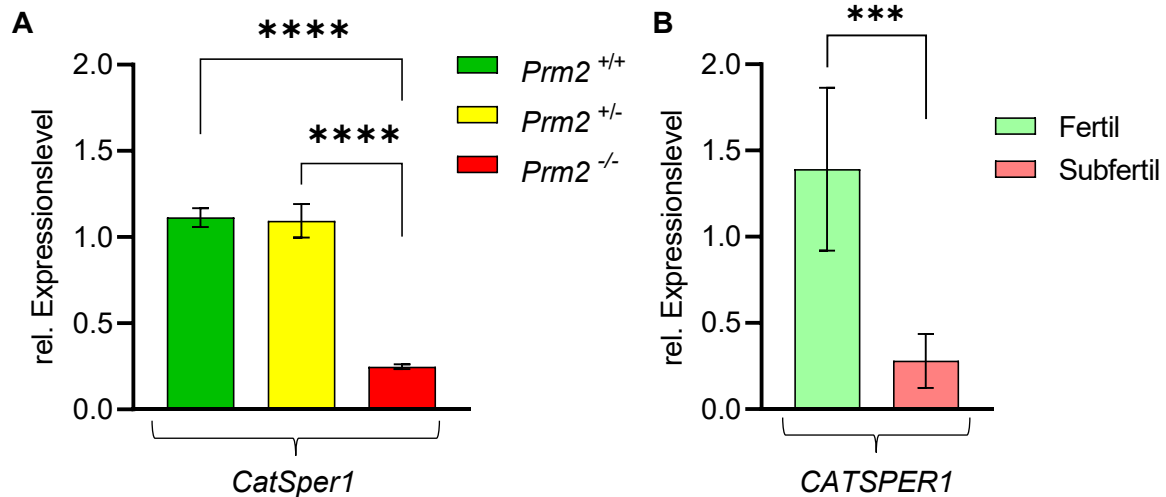 A
rel. Expressionslevel
2.0
1.5
1.0
0.5
0.0
****
****
Prm2 +/+
Prm2 +/-
Prm2 -/-
CatSper1
B
rel. Expressionslevel
2.0
1.5
1.0
0.5
0.0
***
Fertil
Subfertil
CATSPER1